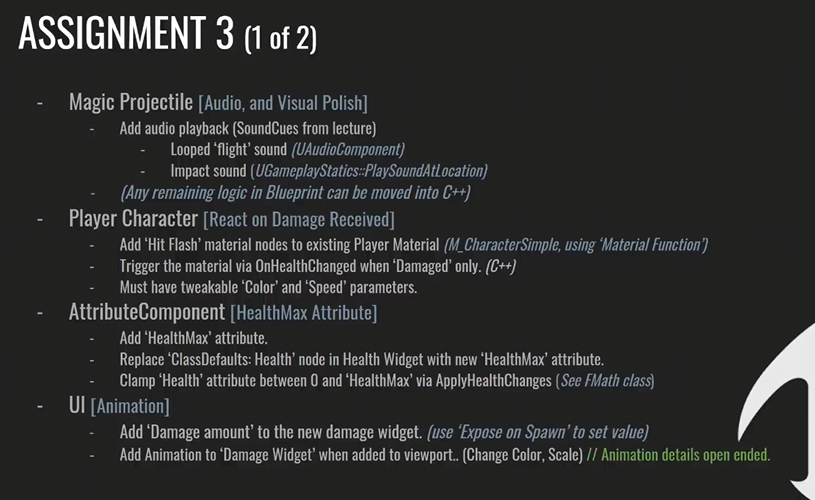 ASSIGNMENT 3 (1 of 2)
- Magic Projectile [Audio, and Visual Polish]
- Add audio playback (SoundCues from lecture)
- Looped ‘flight’ sound (UAudioComponent)
- Impact sound (UGameplayStatics::PlaySoundAtLocation)
- (Any remaining logic in Blueprint can be moved into C++)
- Player Character [React on Damage Received]
- Add ‘Hit Flash’ material nodes to existing Player Material (M_CharacterSimple, using ‘Material Function’)
- Trigger the material via OnHealthChanged when ‘Damaged’ only. (C++)
- Must have tweakable ‘Color’ and ‘Speed’ parameters.
- AttributeComponent [HealthMax Attribute]
- Add ‘HealthMax’ attribute.
- Replace ‘ClassDefaults: Health’ node in Health Widget with new ‘HealthMax’ attribute.
- Clamp ‘Health’ attribute between 0 and ‘HealthMax’ via ApplyHealthChanges (See FMath class)
- UI [Animation]
- Add ‘Damage amount’ to the new damage widget. (use ‘Expose on Spawn’ to set value)
- Add Animation to ‘Damage Widget’ when added to viewport.. (Change Color, Scale) // Animation details open ended.